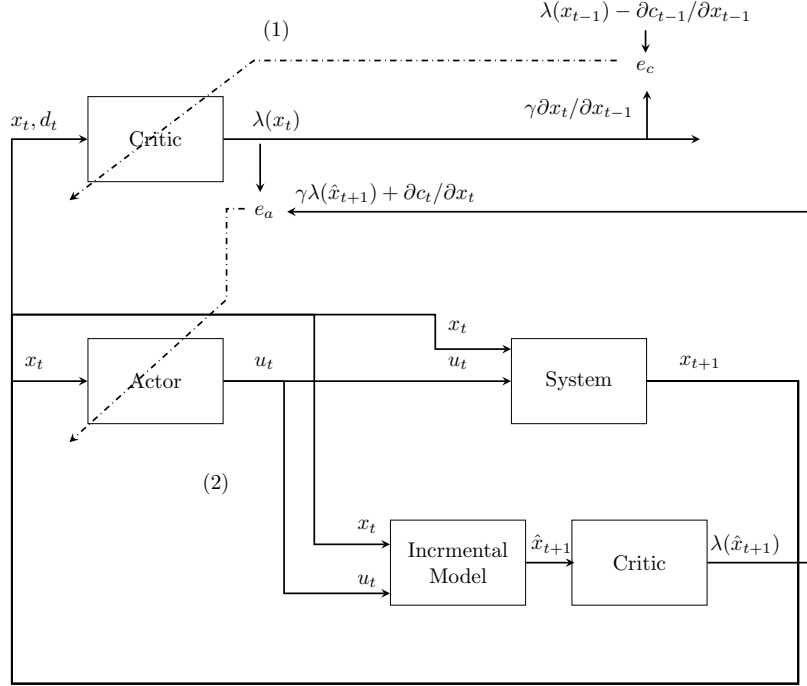 (1)
λ(x_{t−1}) − ∂c_{t−1}/∂x_{t−1}
e_c
x_t, d_t
Critic
λ(x_t)
γ∂x_t/∂x_{t−1}
e_a
γλ(x̂_{t+1}) + ∂c_t/∂x_t
x_t
x_t
Actor
u_t
u_t
System
x_{t+1}
(2)
x_t
u_t
Incrmental
Model
x̂_{t+1}
Critic
λ(x̂_{t+1})